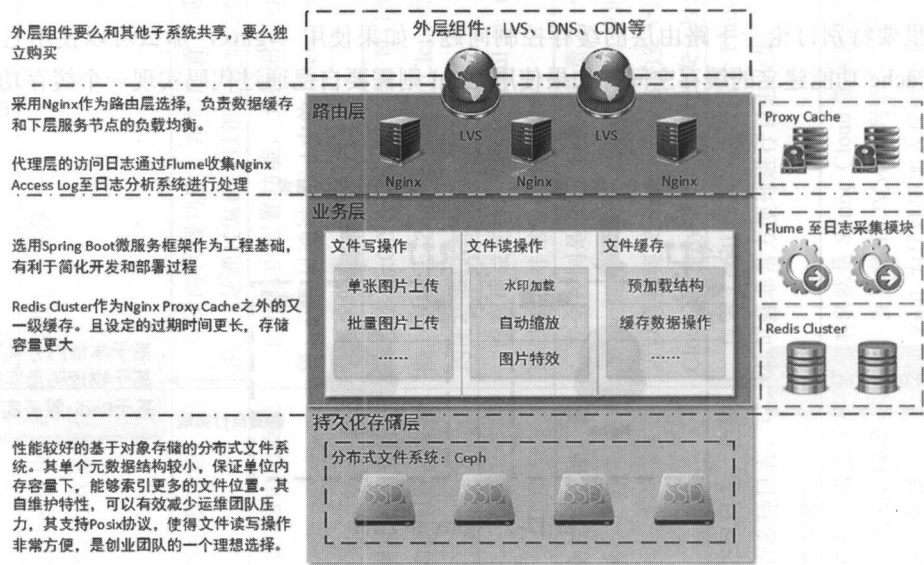 外层组件要么和其他子系统共享，要么独
立购买
外层组件：LVS、DNS、CDN等
采用Nginx作为路由层选择，负责数据缓存
和下层服务节点的负载均衡。
代理层的访问日志通过Flume收集Nginx
Access Log至日志分析系统进行处理
路由层
LVS
LVS
Nginx
Nginx
Nginx
Proxy Cache
选用Spring Boot微服务框架作为工程基础，
有利于简化开发和部署过程
Redis Cluster作为Nginx Proxy Cache之外的又
一级缓存。且设定的过期时间更长，存储
容量更大
业务层
文件写操作
单张图片上传
批量图片上传
……
文件读操作
水印加载
自动缩放
图片特效
文件缓存
预加载结构
缓存数据操作
……
Flume 至日志采集模块
Redis Cluster
性能较好的基于对象存储的分布式文件系
统。其单个元数据结构较小，保证单位内
存容量下，能够索引更多的文件位置。其
自维护特性，可以有效减少运维团队压
力，其支持Posix协议，使得文件读写操作
非常方便，是创业团队的一个理想选择。
持久化存储层
分布式文件系统：Ceph
SSD
SSD
SSD
SSD